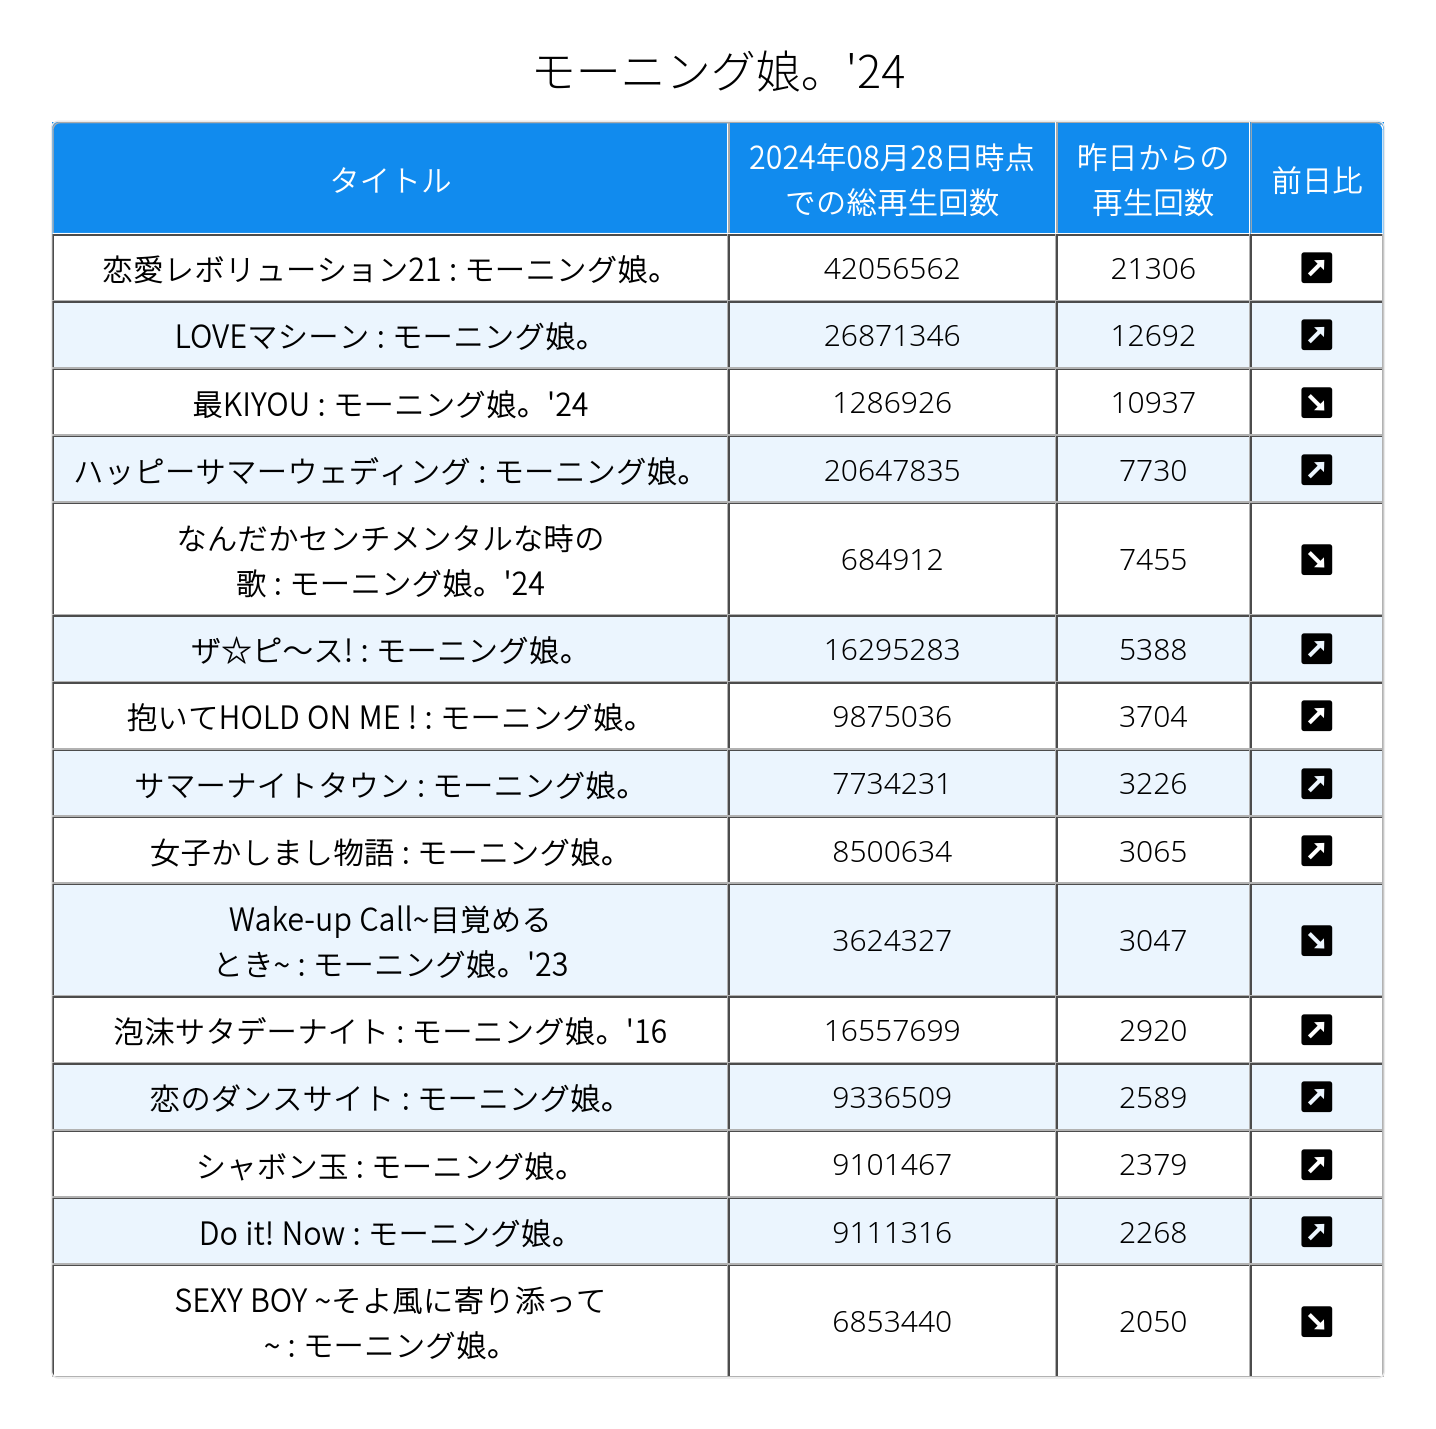 モーニング娘。'24
タイトル
2024年08月28日時点
での総再生回数
昨日からの
再生回数
前日比
恋愛レボリューション21 : モーニング娘。
42056562
21306
LOVEマシーン : モーニング娘。
26871346
12692
最KIYOU : モーニング娘。'24
1286926
10937
ハッピーサマーウェディング : モーニング娘。
20647835
7730
なんだかセンチメンタルな時の
歌 : モーニング娘。'24
684912
7455
ザ☆ピ〜ス! : モーニング娘。
16295283
5388
抱いてHOLD ON ME ! : モーニング娘。
9875036
3704
サマーナイトタウン : モーニング娘。
7734231
3226
女子かしまし物語 : モーニング娘。
8500634
3065
Wake-up Call~目覚める
とき~ : モーニング娘。'23
3624327
3047
泡沫サタデーナイト : モーニング娘。'16
16557699
2920
恋のダンスサイト : モーニング娘。
9336509
2589
シャボン玉 : モーニング娘。
9101467
2379
Do it! Now : モーニング娘。
9111316
2268
SEXY BOY ~そよ風に寄り添って
~ : モーニング娘。
6853440
2050